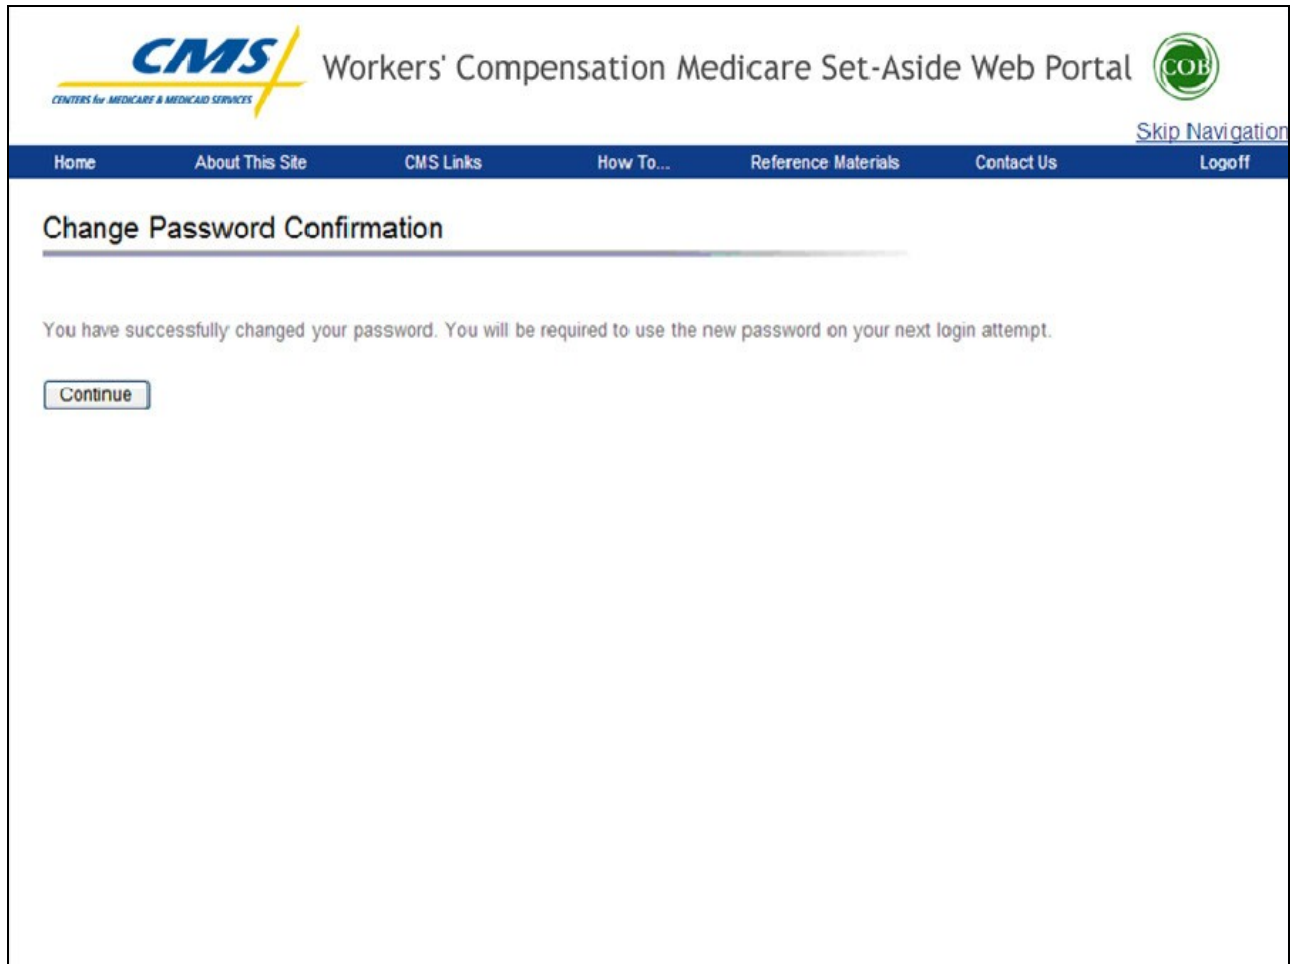 CMS
CENTERS for MEDICARE & MEDICAID SERVICES
Workers' Compensation Medicare Set-Aside Web Portal
COB
Skip Navigation
Home About This Site CMS Links How To... Reference Materials Contact Us Logoff
Change Password Confirmation
You have successfully changed your password. You will be required to use the new password on your next login attempt.
Continue